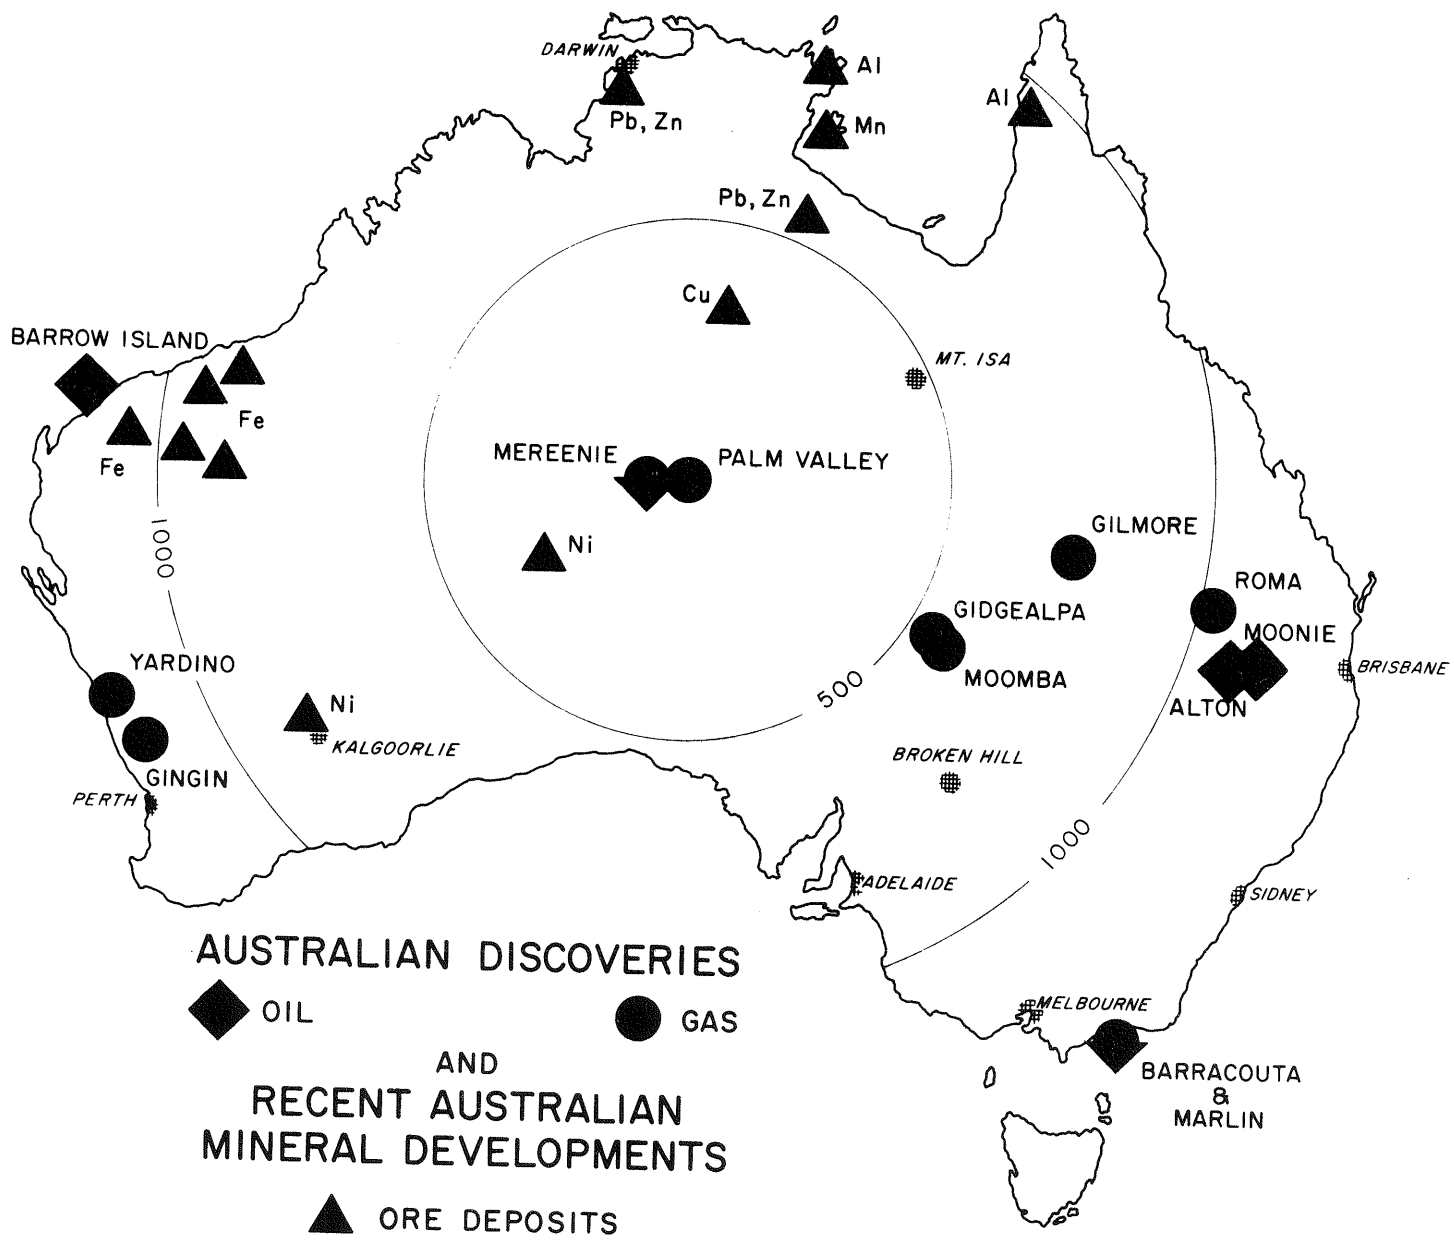 DARWIN
Al
Al
Pb, Zn
Mn
Pb, Zn
Cu
BARROW ISLAND
MT. ISA
Fe
Fe
MEREENIE
PALM VALLEY
1000
Ni
GILMORE
ROMA
GIDGEALPA
MOONIE
YARDINO
BRISBANE
MOOMBA
500
ALTON
Ni
KALGOORLIE
BROKEN HILL
GINGIN
PERTH
1000
ADELAIDE
SIDNEY
AUSTRALIAN DISCOVERIES
OIL
GAS
MELBOURNE
AND
BARRACOUTA
&
MARLIN
RECENT AUSTRALIAN
MINERAL DEVELOPMENTS
ORE DEPOSITS